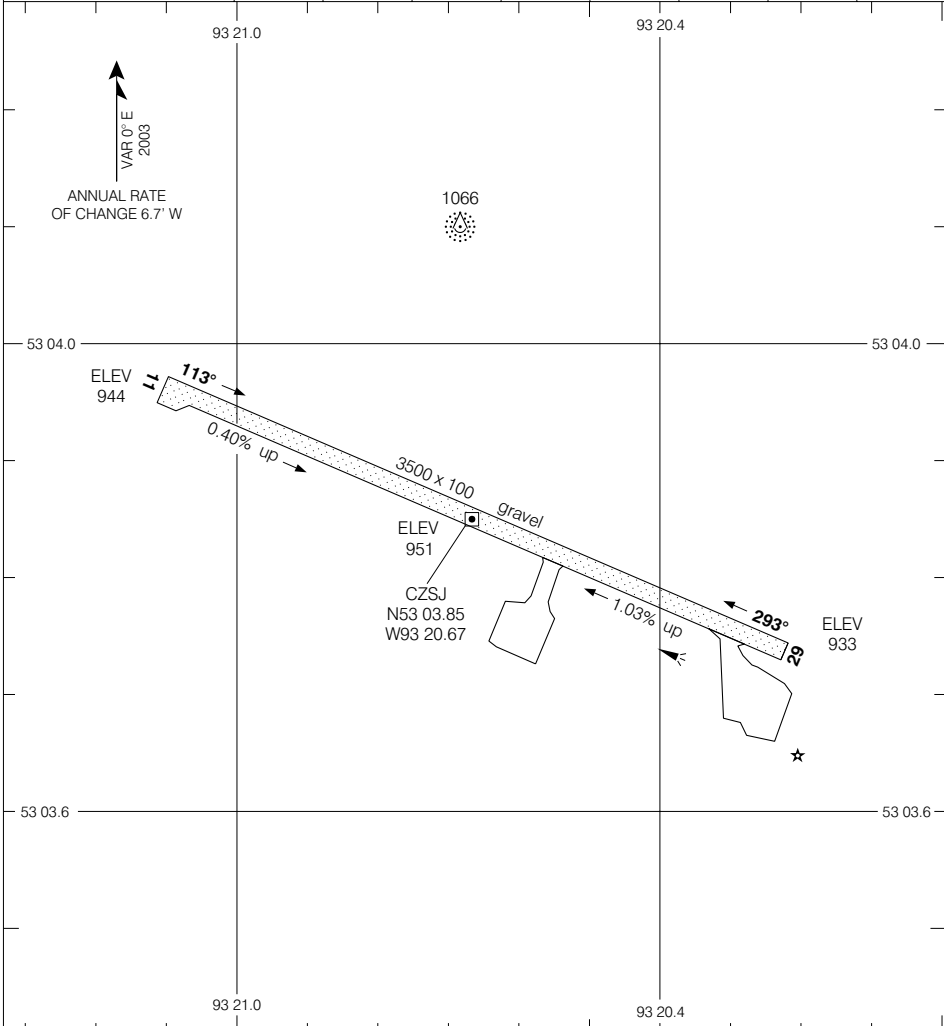 93 21.0
93 20.4
VAR 0° E
2003
ANNUAL RATE
OF CHANGE 6.7' W
1066
53 04.0
53 04.0
ELEV
944
11
113°
0.40% up
3500 x 100 gravel
ELEV
951
CZSJ
N53 03.85
W93 20.67
1.03% up
293°
29
ELEV
933
53 03.6
53 03.6
93 21.0
93 20.4